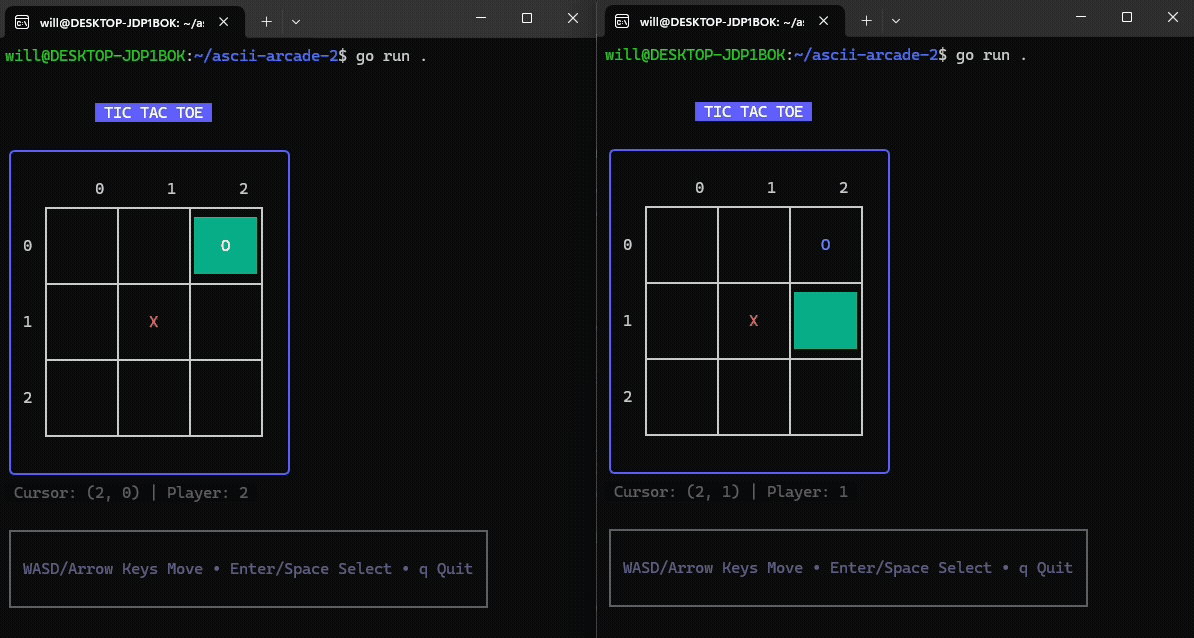 will@DESKTOP-JDP1BOK: ~/a:
will@DESKTOP-JDP1BOK:~/ascii-arcade-2$ go run .
TIC TAC TOE
0 1 2
0 O
1 X
2
Cursor: (2, 0) | Player: 2
WASD/Arrow Keys Move • Enter/Space Select • q Quit
will@DESKTOP-JDP1BOK: ~/a:
will@DESKTOP-JDP1BOK:~/ascii-arcade-2$ go run .
TIC TAC TOE
0 1 2
0 O
1 X
2
Cursor: (2, 1) | Player: 1
WASD/Arrow Keys Move • Enter/Space Select • q Quit